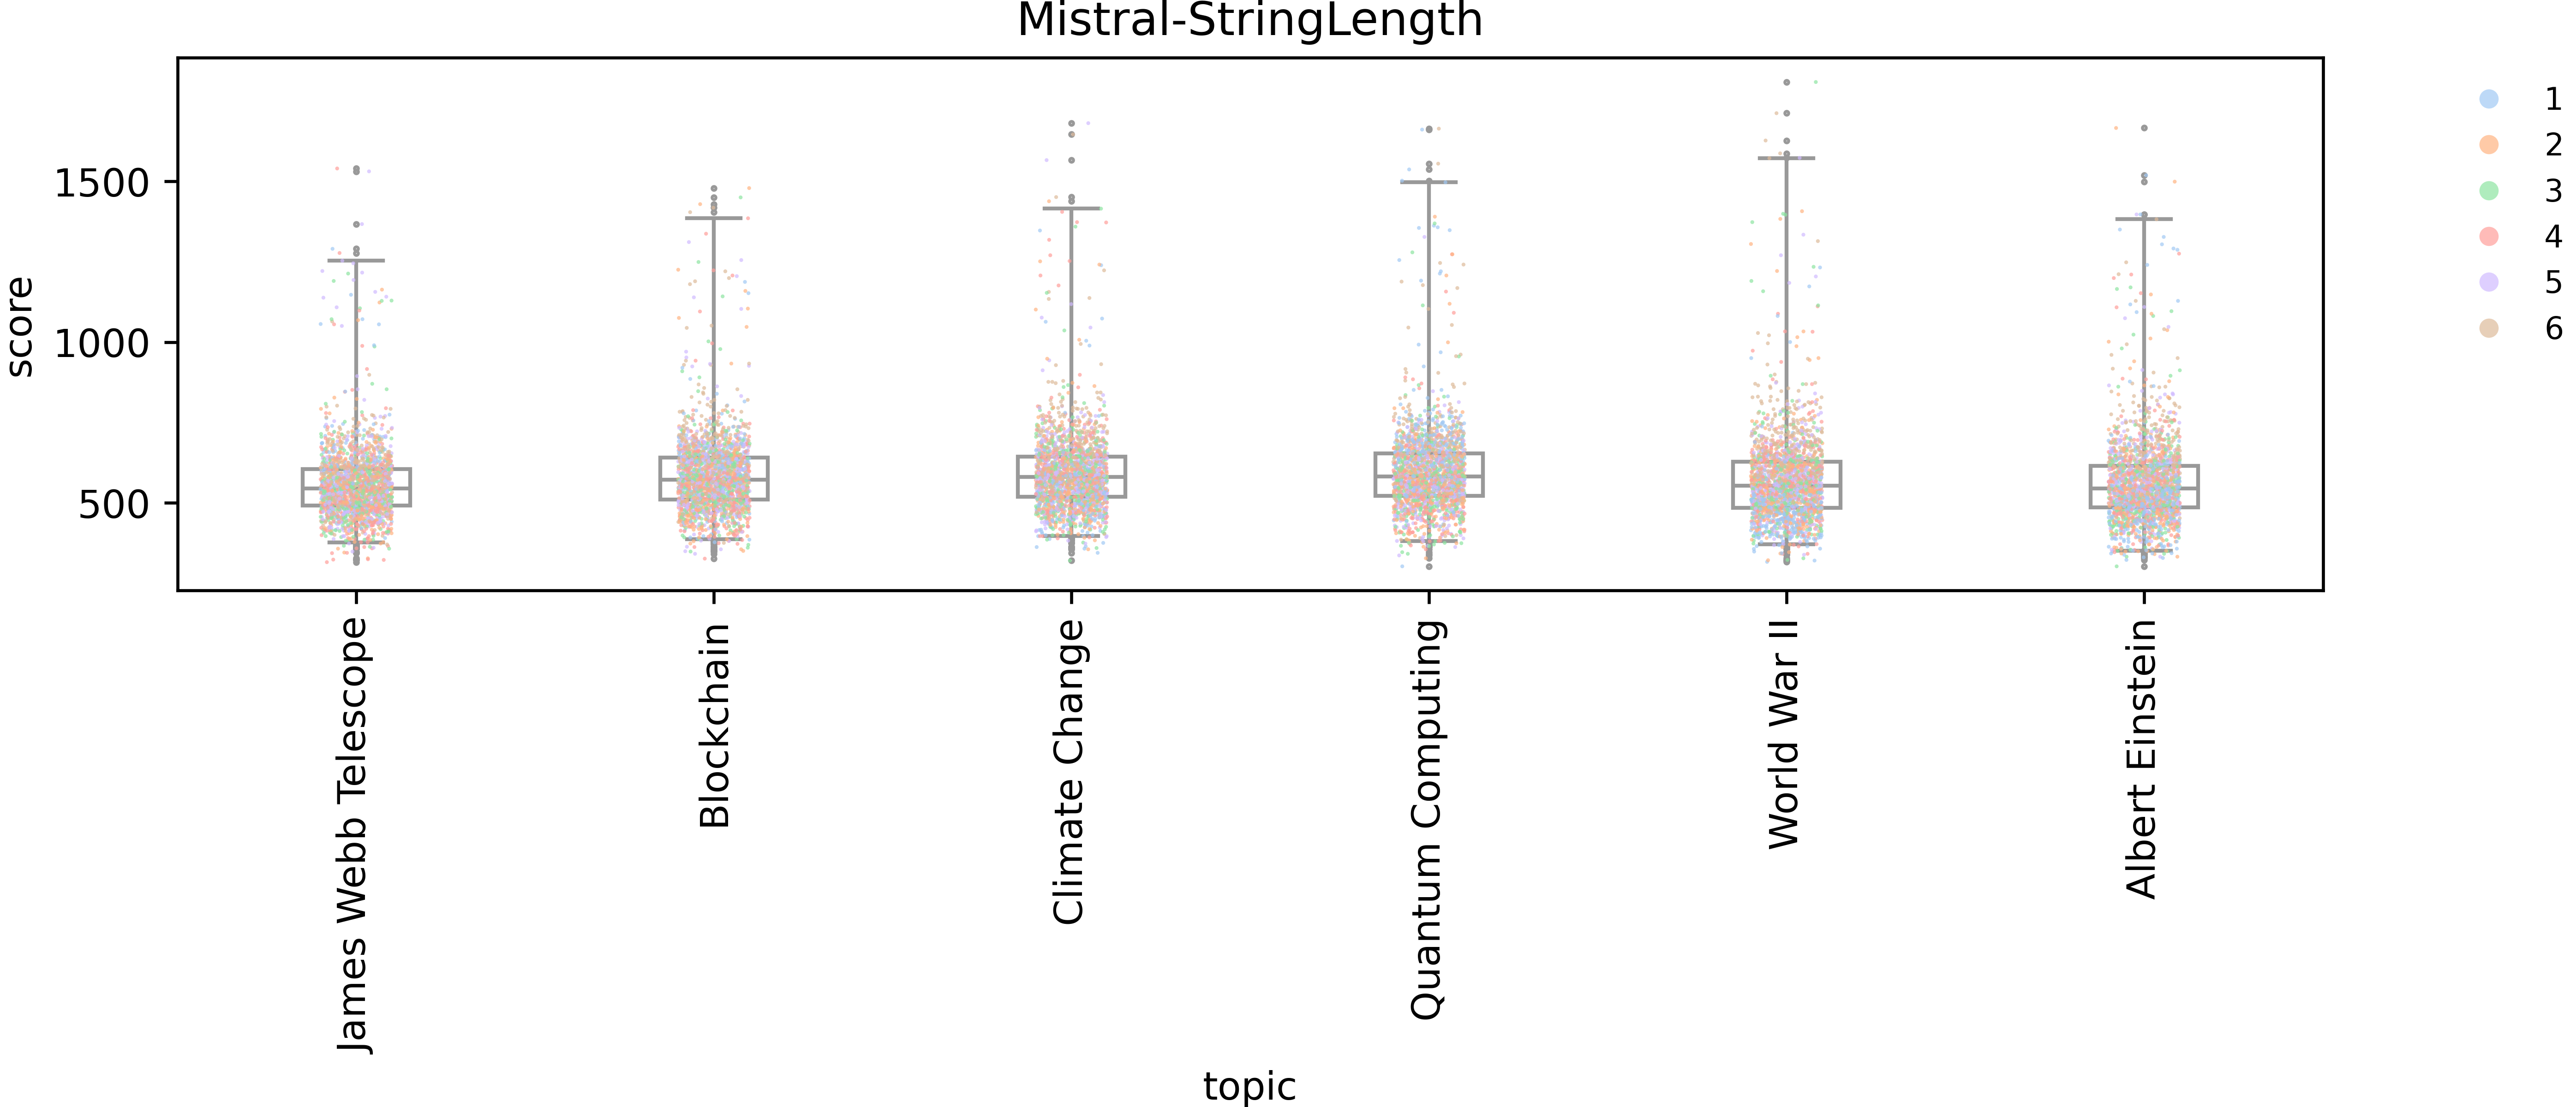 Mistral-StringLength
score
1500
1000
500
1
2
3
4
5
6
James Webb Telescope
Blockchain
Climate Change
Quantum Computing
World War II
Albert Einstein
topic